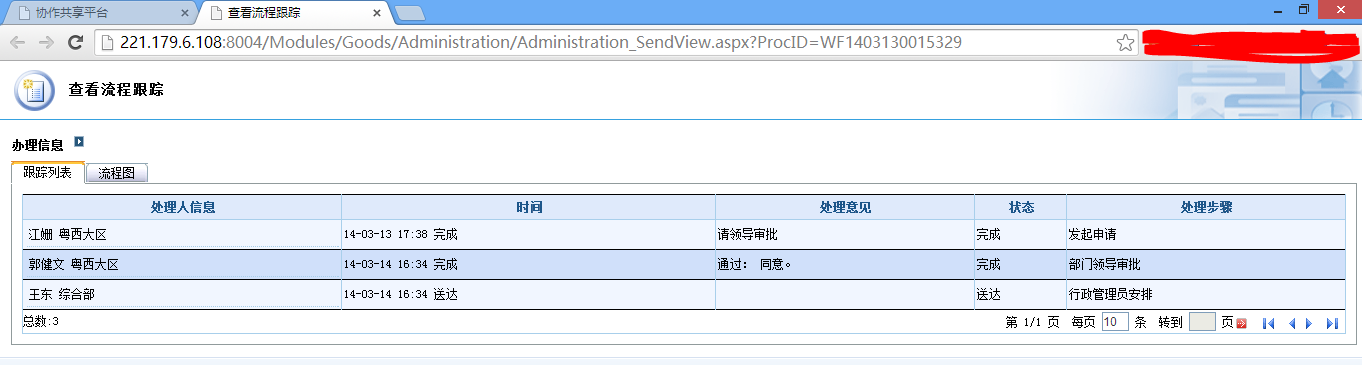 协作共享平台 查看流程跟踪
221.179.6.108:8004/Modules/Goods/Administration/Administration_SendView.aspx?ProcID=WF1403130015329
查看流程跟踪
办理信息
跟踪列表 流程图
处理人信息 时间 处理意见 状态 处理步骤
江姗 粤西大区 14-03-13 17:38 完成 请领导审批 完成 发起申请
郭健文 粤西大区 14-03-14 16:34 完成 通过: 同意。 完成 部门领导审批
王东 综合部 14-03-14 16:34 送达 送达 行政管理员安排
总数:3 第 1/1 页 每页 10 条 转到 页